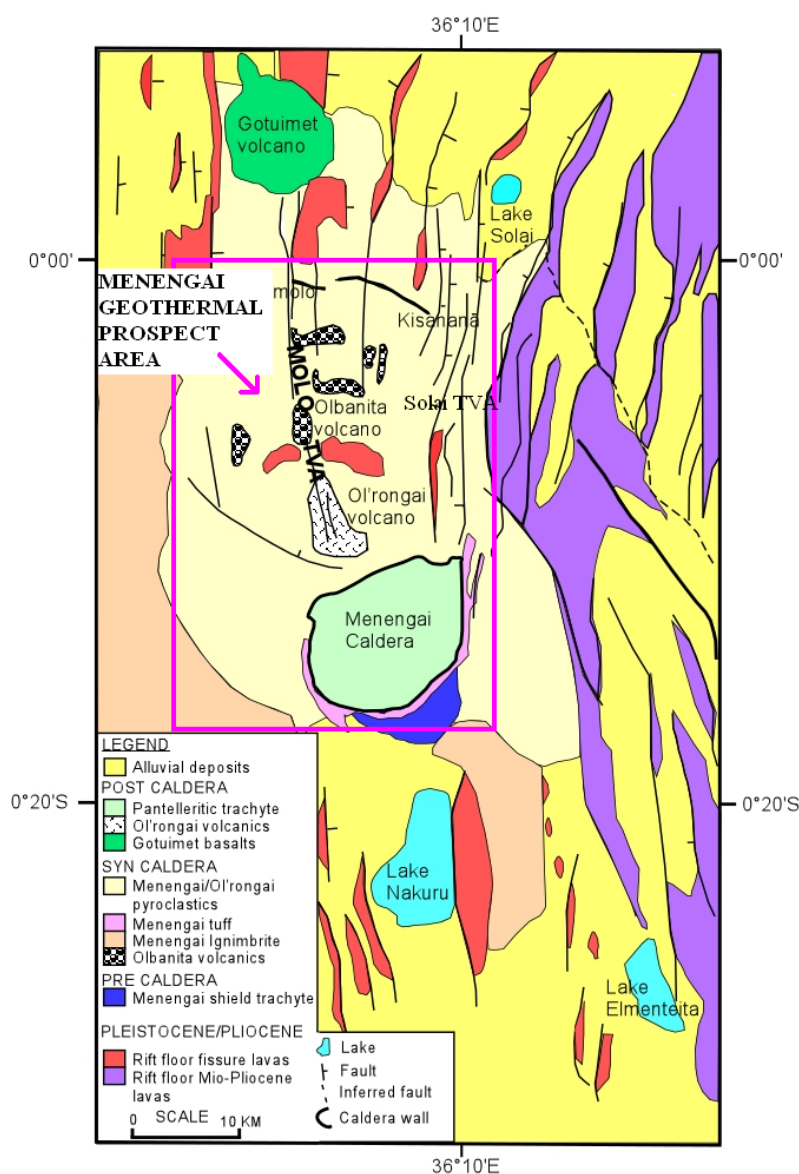 36°10'E
Gotuimet
volcano
Lake
Solai
0°00'
0°00'
MENENGAI
GEOTHERMAL
PROSPECT
AREA
molo
Kisanana
MOLO TVA
Olbanita
volcano
Solai TVA
Ol'rongai
volcano
Menengai
Caldera
LEGEND
Alluvial deposits
POST CALDERA
Pantelleritic trachyte
Ol'rongai volcanics
Gotuimet basalts
SYN CALDERA
Menengai/Ol'rongai
pyroclastics
Menengai tuff
Menengai Ignimbrite
Olbanita volcanics
PRE CALDERA
Menengai shield trachyte
PLEISTOCENE/PLIOCENE
Rift floor fissure lavas
Rift floor Mio-Pliocene
lavas
0 SCALE 10 KM
Lake
Fault
Inferred fault
Caldera wall
0°20'S
0°20'S
Lake
Nakuru
Lake
Elmenteita
36°10'E